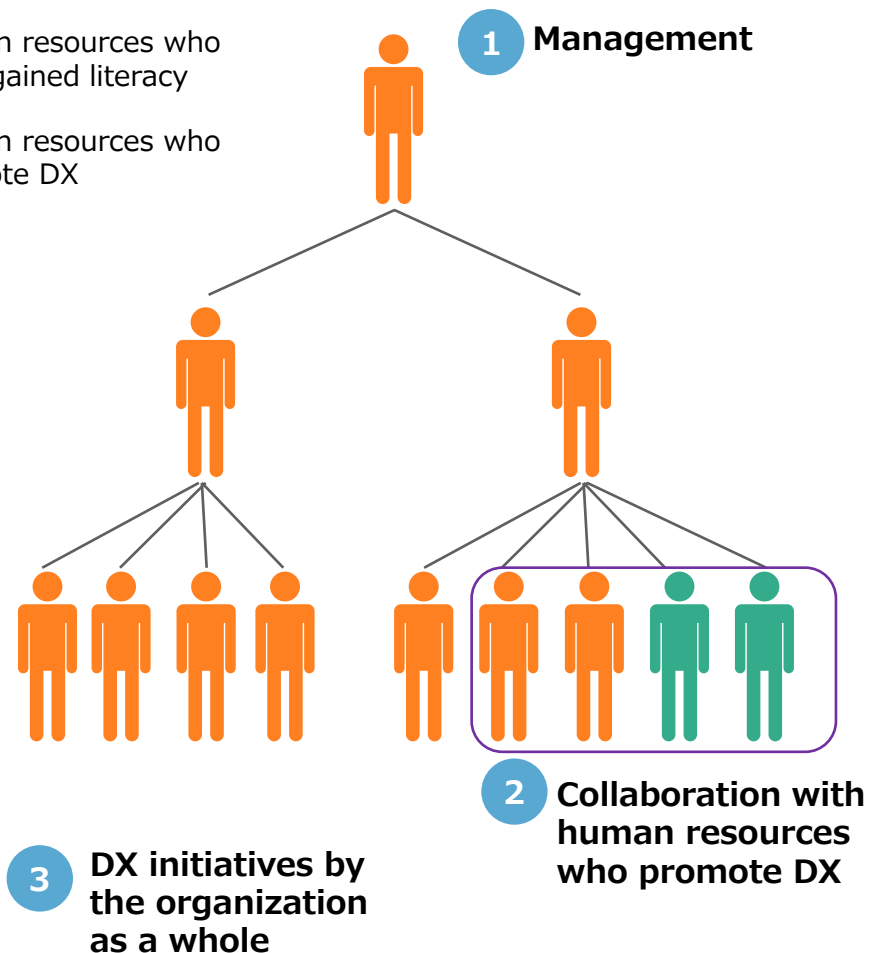 n resources who
gained literacy
n resources who
ote DX
1 Management
2 Collaboration with
human resources
who promote DX
3 DX initiatives by
the organization
as a whole